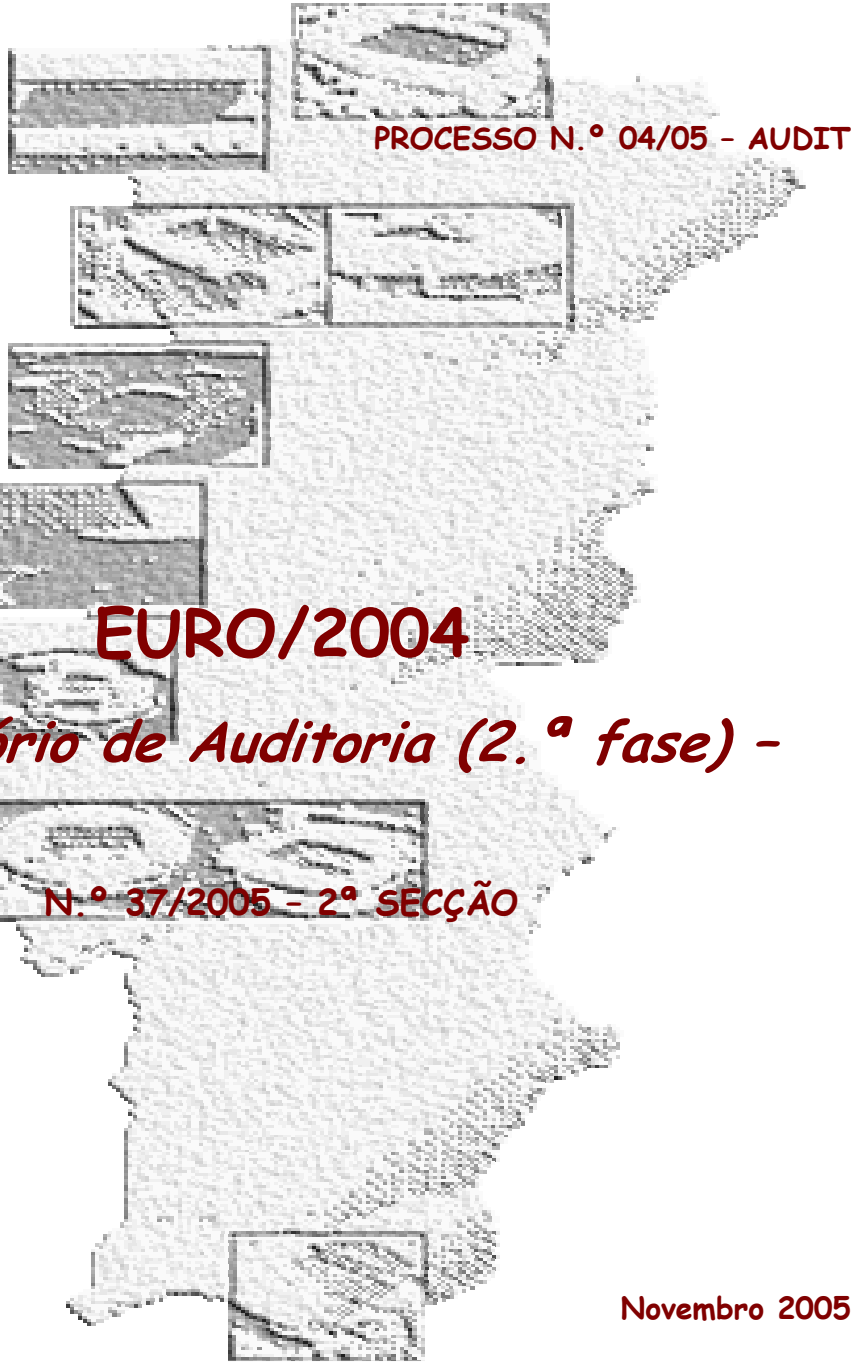 PROCESSO N.º 04/05 – AUDIT
EURO/2004
ório de Auditoria (2.ª fase) –
N.º 37/2005 – 2ª SECÇÃO
Novembro 2005